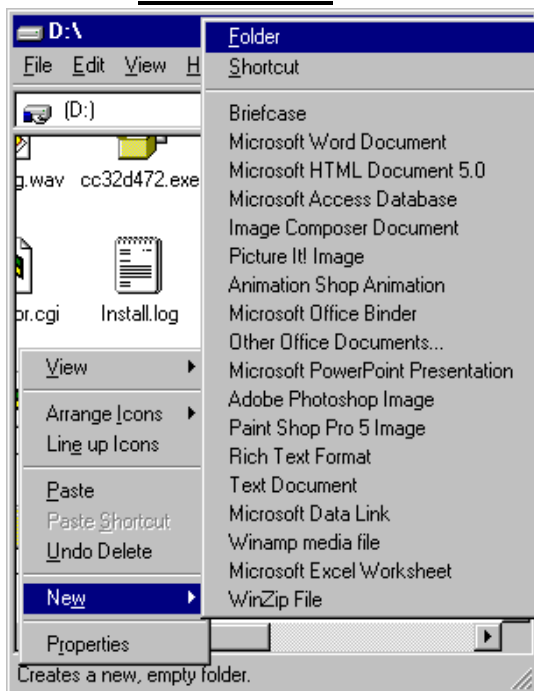 D:\
File Edit View H
(D:)
g.wav cc32d472.exe
or.cgi Install.log
View
Arrange Icons
Line up Icons
Paste
Paste Shortcut
Undo Delete
New
Properties
Folder
Shortcut
Briefcase
Microsoft Word Document
Microsoft HTML Document 5.0
Microsoft Access Database
Image Composer Document
Picture It! Image
Animation Shop Animation
Microsoft Office Binder
Other Office Documents...
Microsoft PowerPoint Presentation
Adobe Photoshop Image
Paint Shop Pro 5 Image
Rich Text Format
Text Document
Microsoft Data Link
Winamp media file
Microsoft Excel Worksheet
WinZip File
Creates a new, empty folder.